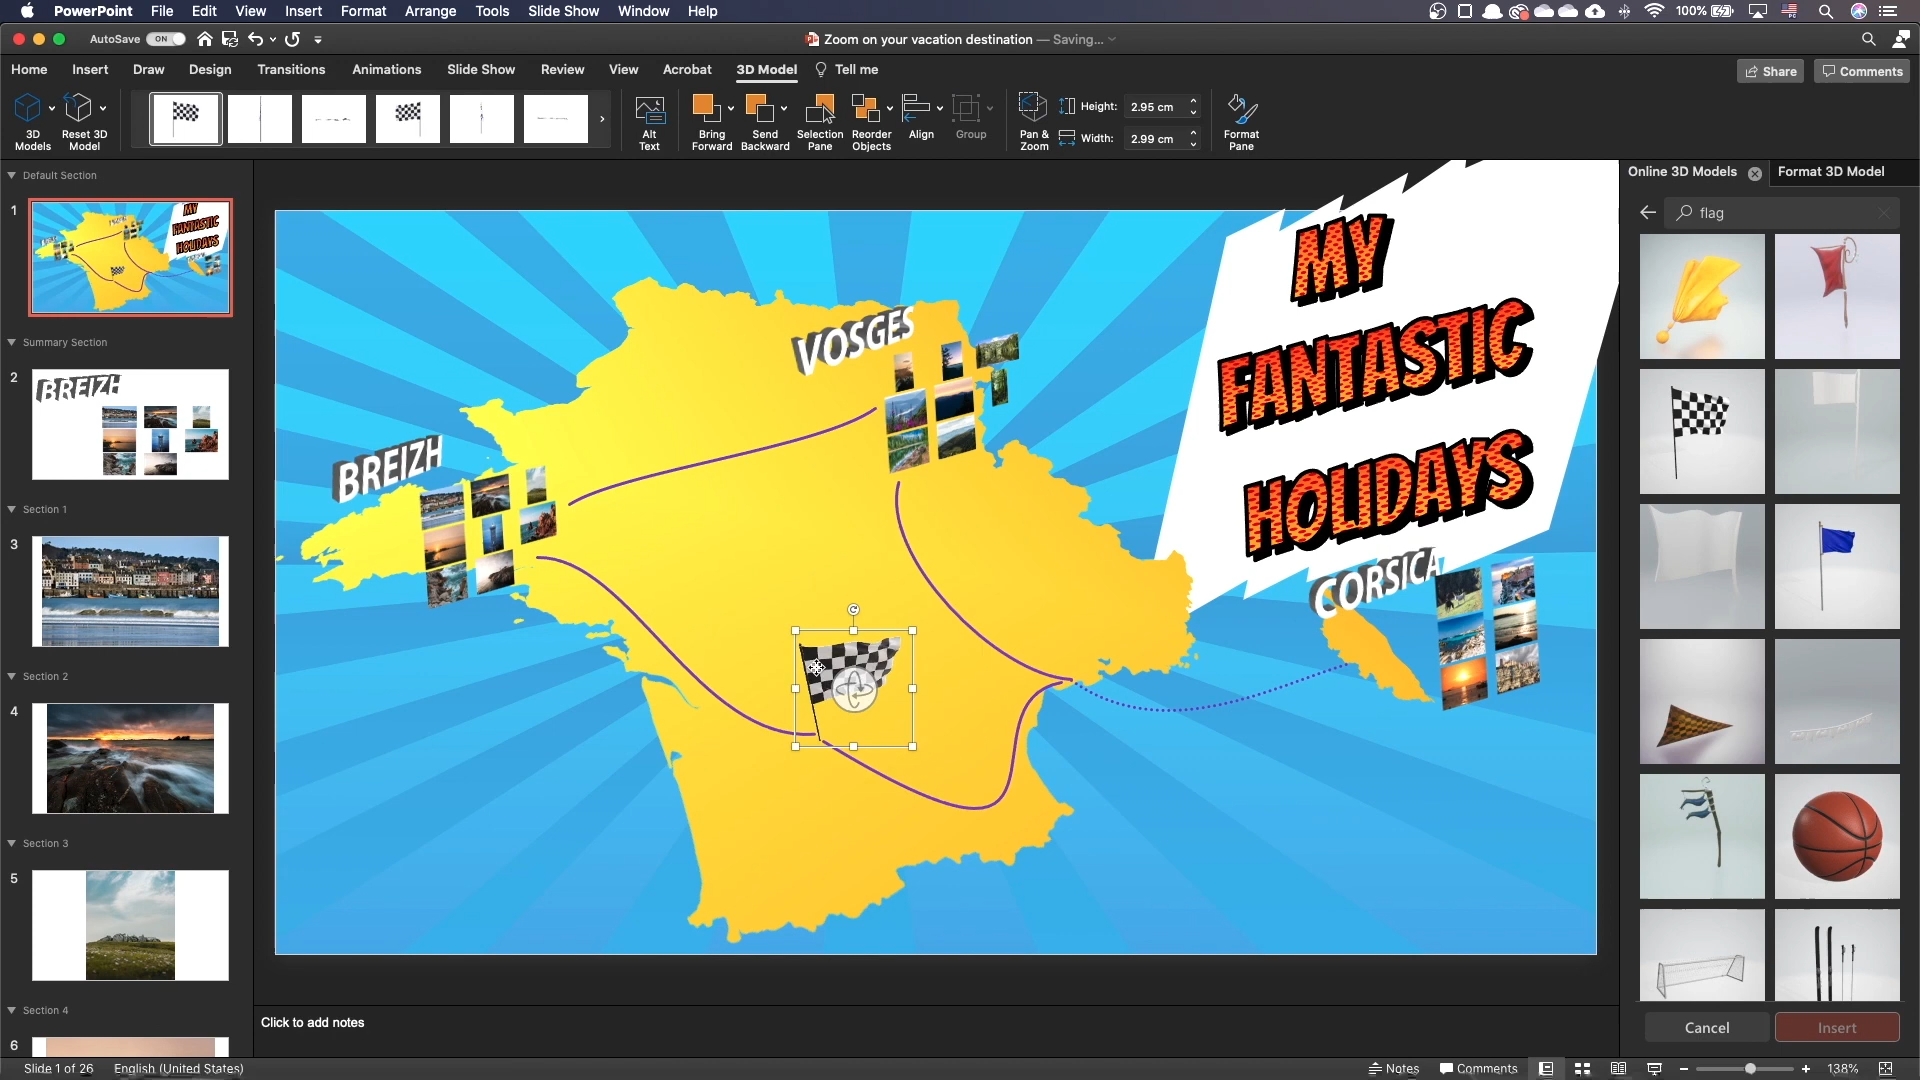 PowerPoint File Edit View Insert Format Arrange Tools Slide Show Window Help 100%
AutoSave ON Zoom on your vacation destination — Saving...
Home Insert Draw Design Transitions Animations Slide Show Review View Acrobat 3D Model Tell me Share Comments
3D Models
Reset 3D Model
Alt Text
Bring Forward
Send Backward
Selection Pane
Reorder Objects
Align
Group
Pan & Zoom
Height: 2.95 cm
Width: 2.99 cm
Format Pane
Default Section
1
MY
FANTASTIC
HOLIDAYS
Summary Section
2
BREIZH
Section 1
3
Section 2
4
Section 3
5
Section 4
6
MY
FANTASTIC
HOLIDAYS
VOSGES
BREIZH
CORSICA
Click to add notes
Online 3D Models Format 3D Model
flag
Cancel Insert
Slide 1 of 26 English (United States) Notes Comments 138%